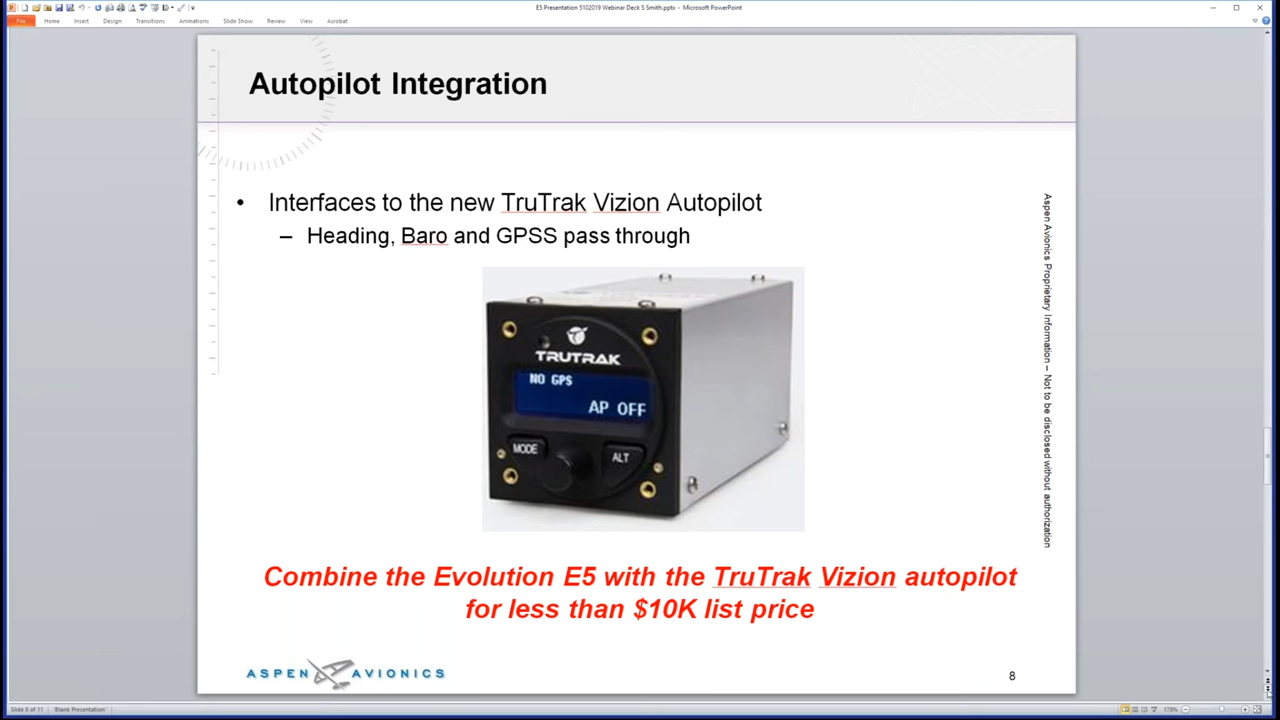 E5 Presentation 5102019 Webinar Deck S Smith.pptx - Microsoft PowerPoint
File Home Insert Design Transitions Animations Slide Show Review View Acrobat
Autopilot Integration
• Interfaces to the new TruTrak Vizion Autopilot
– Heading, Baro and GPSS pass through
TRUTRAK
NO GPS
AP OFF
MODE
ALT
Combine the Evolution E5 with the TruTrak Vizion autopilot
for less than $10K list price
Aspen Avionics Proprietary Information – Not to be disclosed without authorization
ASPEN AVIONICS
8
Slide 8 of 11 "Blank Presentation" 178%